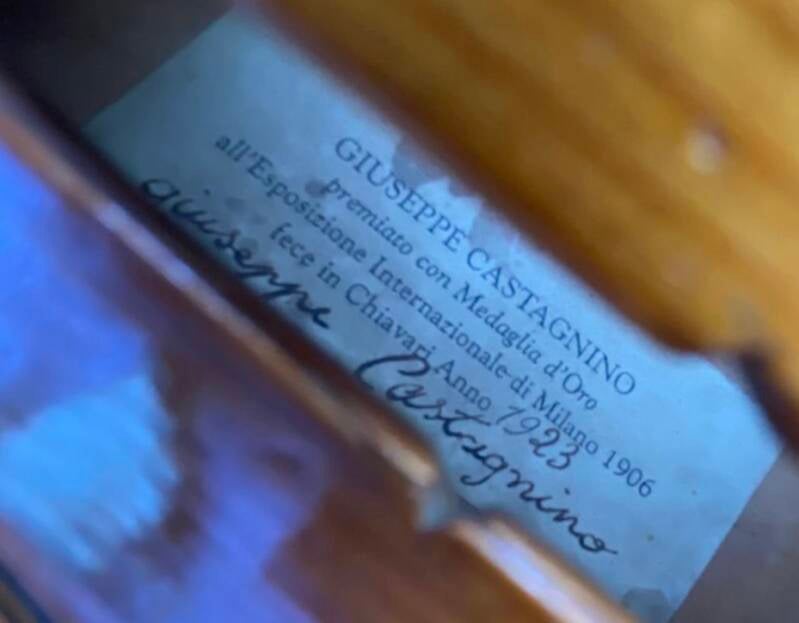 GIUSEPPE CASTAGNINO
premiato con Medaglia d'Oro
all'Esposizione Internazionale di Milano 1906
fece in Chiavari Anno 1923
Giuseppe Castagnino